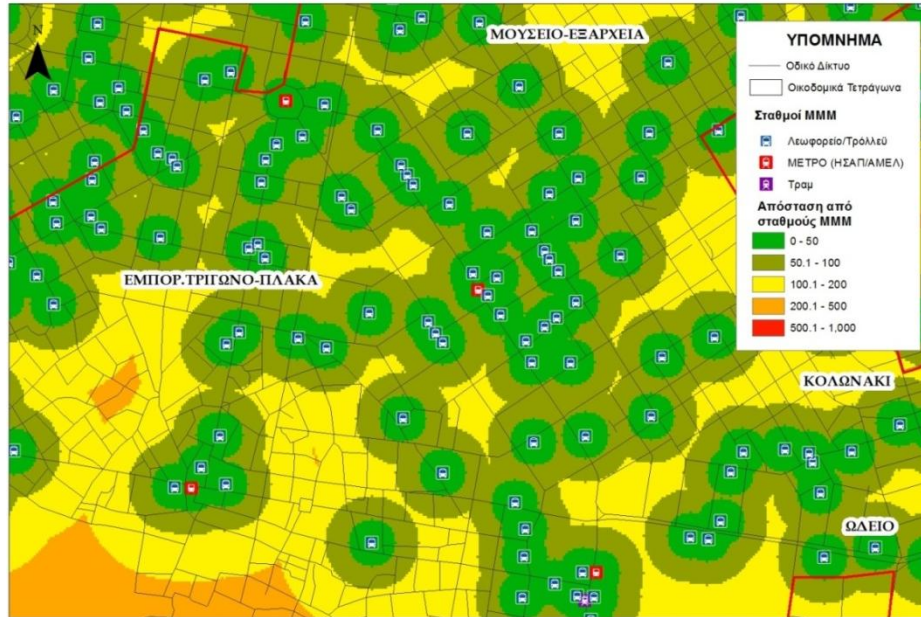 N
ΜΟΥΣΕΙΟ-ΕΞΑΡΧΕΙΑ
ΥΠΟΜΝΗΜΑ
Οδικό Δίκτυο
Οικοδομικά Τετράγωνα
Σταθμοί ΜΜΜ
Λεωφορείο/Τρόλλεϋ
ΜΕΤΡΟ (ΗΣΑΠ/ΑΜΕΛ)
Τραμ
Απόσταση από
σταθμούς ΜΜΜ
0 - 50
50.1 - 100
100.1 - 200
200.1 - 500
500.1 - 1,000
ΕΜΠΟΡ.ΤΡΙΓΩΝΟ-ΠΛΑΚΑ
ΚΟΛΩΝΑΚΙ
ΩΔΕΙΟ